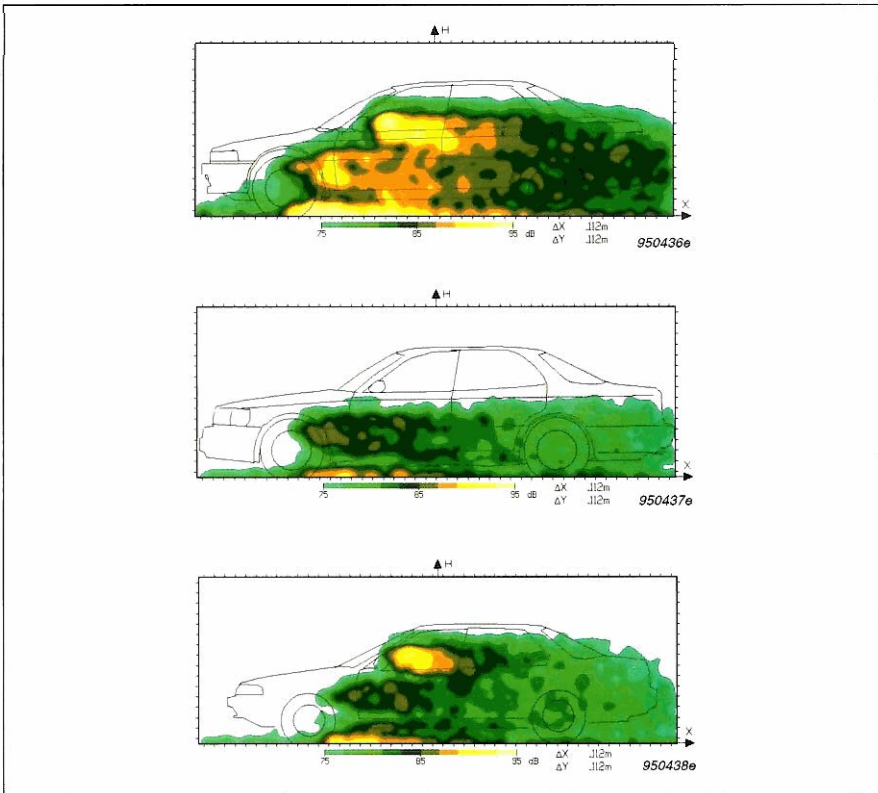 H
X
75 85 95 dB ΔX .112m
ΔY .112m
950436e
H
X
75 85 95 dB ΔX .112m
ΔY .112m
950437e
H
X
75 85 95 dB ΔX .112m
ΔY .112m
950438e